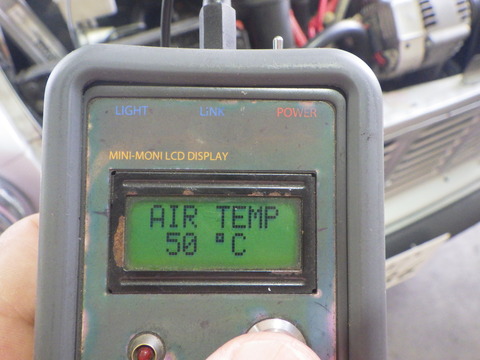 LIGHT LiNK POWER
MINI-MONI LCD DISPLAY
AIR TEMP
50 °C